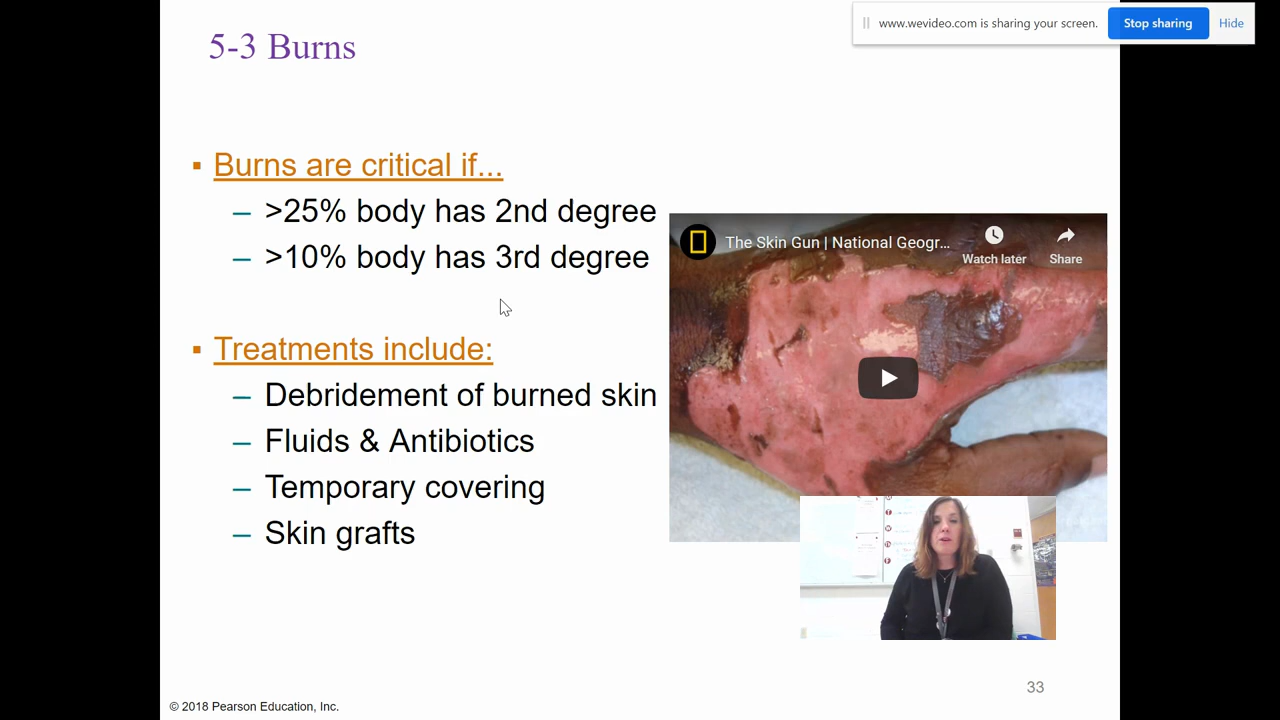 www.wevideo.com is sharing your screen.
Stop sharing
Hide
5-3 Burns
▪ Burns are critical if...
– >25% body has 2nd degree
– >10% body has 3rd degree
▪ Treatments include:
– Debridement of burned skin
– Fluids & Antibiotics
– Temporary covering
– Skin grafts
The Skin Gun | National Geogr...
Watch later
Share
33
© 2018 Pearson Education, Inc.